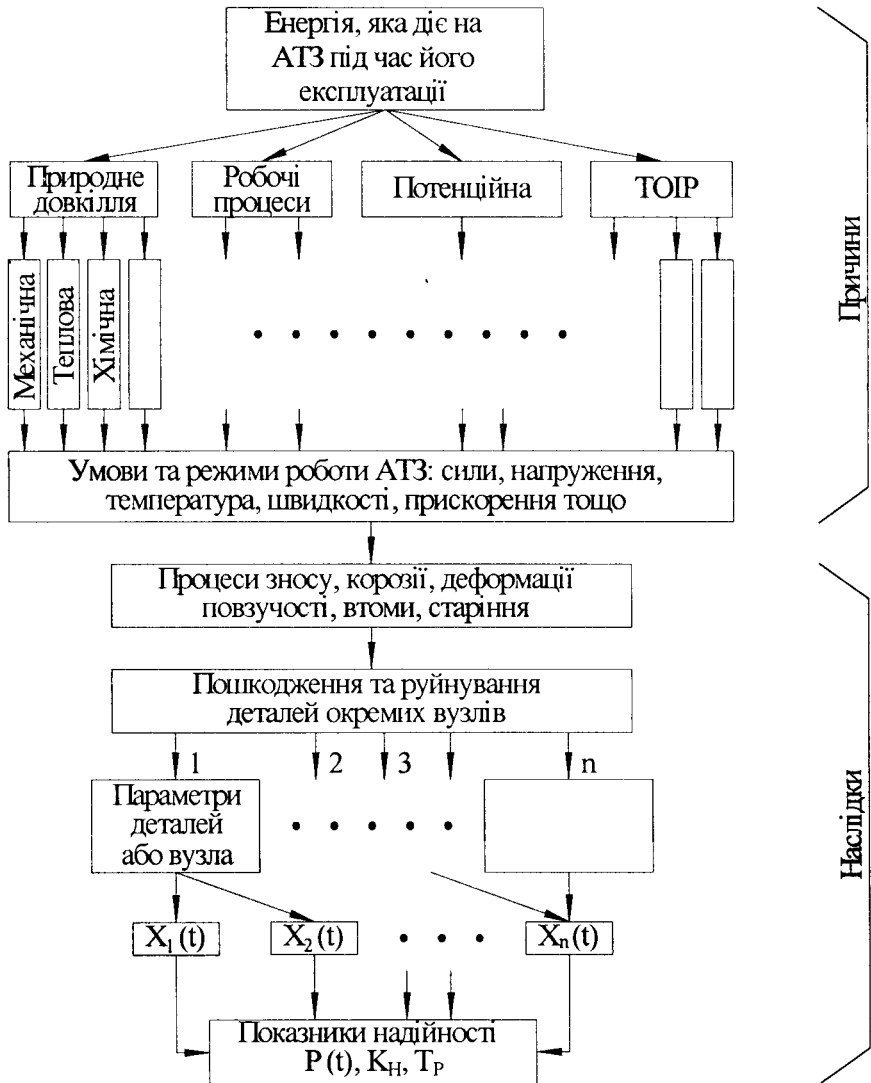 Енергія, яка діє на
АТЗ під час його
експлуатації
Природне
довкілля
Робочі
процеси
Потенційна
ТОІР
Механічна
Теплова
Хімічна
Умови та режими роботи АТЗ: сили, напруження,
температура, швидкості, прискорення тощо
Причини
Процеси зносу, корозії, деформації
повзучості, втоми, старіння
Пошкодження та руйнування
деталей окремих вузлів
1
2
3
n
Параметри
деталей
або вузла
X₁(t)
X₂(t)
Xₙ(t)
Показники надійності
P (t), K_H, T_P
Наслідки